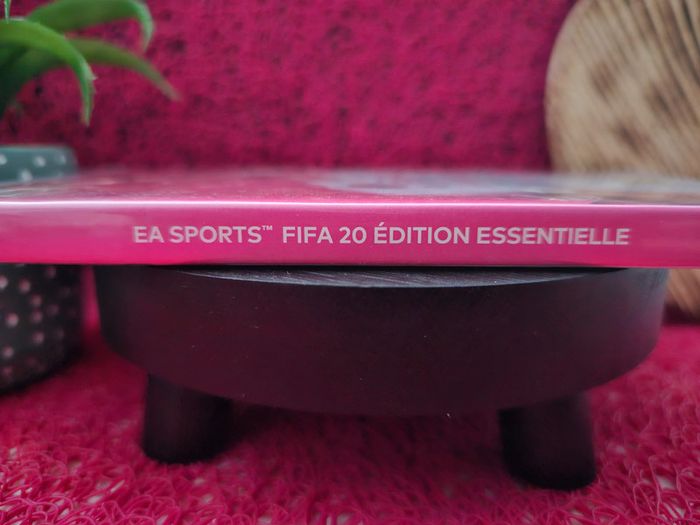 EA SPORTS™ FIFA 20 ÉDITION ESSENTIELLE